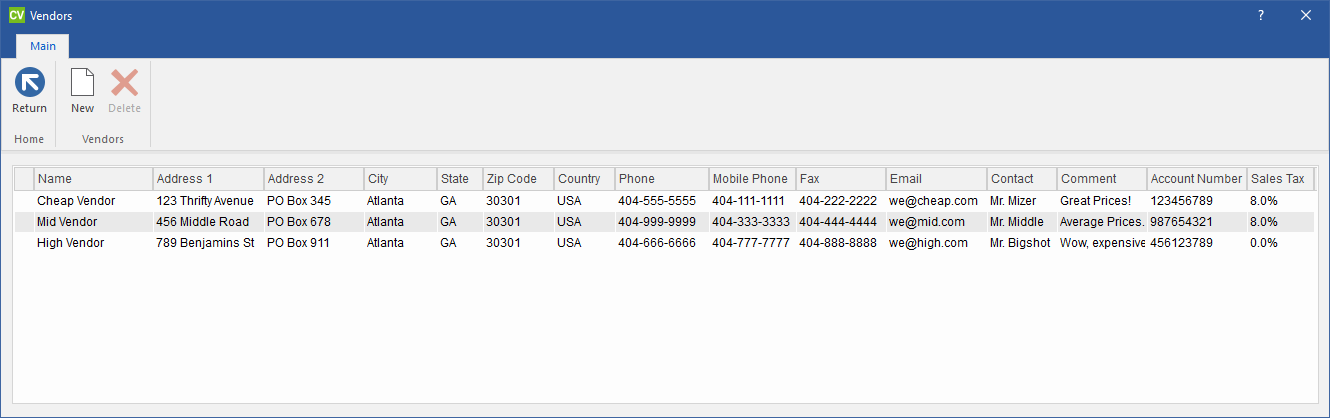 CV Vendors ?
Main
Return New Delete
Home Vendors
Name Address 1 Address 2 City State Zip Code Country Phone Mobile Phone Fax Email Contact Comment Account Number Sales Tax
Cheap Vendor 123 Thrifty Avenue PO Box 345 Atlanta GA 30301 USA 404-555-5555 404-111-1111 404-222-2222 we@cheap.com Mr. Mizer Great Prices! 123456789 8.0%
Mid Vendor 456 Middle Road PO Box 678 Atlanta GA 30301 USA 404-999-9999 404-333-3333 404-444-4444 we@mid.com Mr. Middle Average Prices. 987654321 8.0%
High Vendor 789 Benjamins St PO Box 911 Atlanta GA 30301 USA 404-666-6666 404-777-7777 404-888-8888 we@high.com Mr. Bigshot Wow, expensive 456123789 0.0%